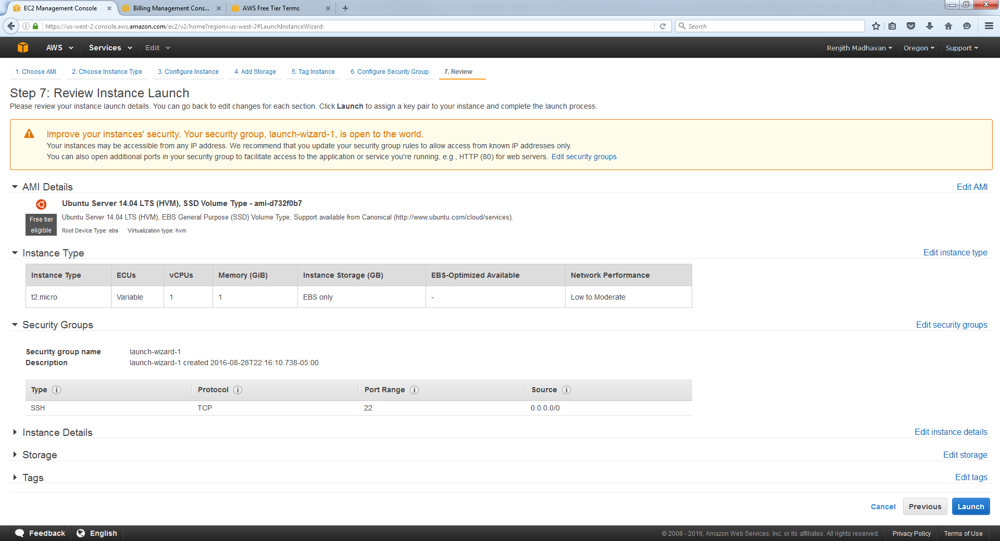 EC2 Management Console
Billing Management Cons...
AWS Free Tier Terms
https://us-west-2.console.aws.amazon.com/ec2/v2/home?region=us-west-2#LaunchInstanceWizard:
Search
AWS Services Edit
Renjith Madhavan Oregon Support
1. Choose AMI 2. Choose Instance Type 3. Configure Instance 4. Add Storage 5. Tag Instance 6. Configure Security Group 7. Review
Step 7: Review Instance Launch
Please review your instance launch details. You can go back to edit changes for each section. Click Launch to assign a key pair to your instance and complete the launch process.
Improve your instances' security. Your security group, launch-wizard-1, is open to the world.
Your instances may be accessible from any IP address. We recommend that you update your security group rules to allow access from known IP addresses only.
You can also open additional ports in your security group to facilitate access to the application or service you're running, e.g., HTTP (80) for web servers. Edit security groups
AMI Details Edit AMI
Ubuntu Server 14.04 LTS (HVM), SSD Volume Type - ami-d732f0b7
Free tier eligible
Ubuntu Server 14.04 LTS (HVM), EBS General Purpose (SSD) Volume Type. Support available from Canonical (http://www.ubuntu.com/cloud/services).
Root Device Type: ebs Virtualization type: hvm
Instance Type Edit instance type
Instance Type ECUs vCPUs Memory (GiB) Instance Storage (GB) EBS-Optimized Available Network Performance
t2.micro Variable 1 1 EBS only - Low to Moderate
Security Groups Edit security groups
Security group name launch-wizard-1
Description launch-wizard-1 created 2016-08-28T22:16:10.738-05:00
Type Protocol Port Range Source
SSH TCP 22 0.0.0.0/0
Instance Details Edit instance details
Storage Edit storage
Tags Edit tags
Cancel Previous Launch
Feedback English
© 2008 - 2016, Amazon Web Services, Inc. or its affiliates. All rights reserved. Privacy Policy Terms of Use